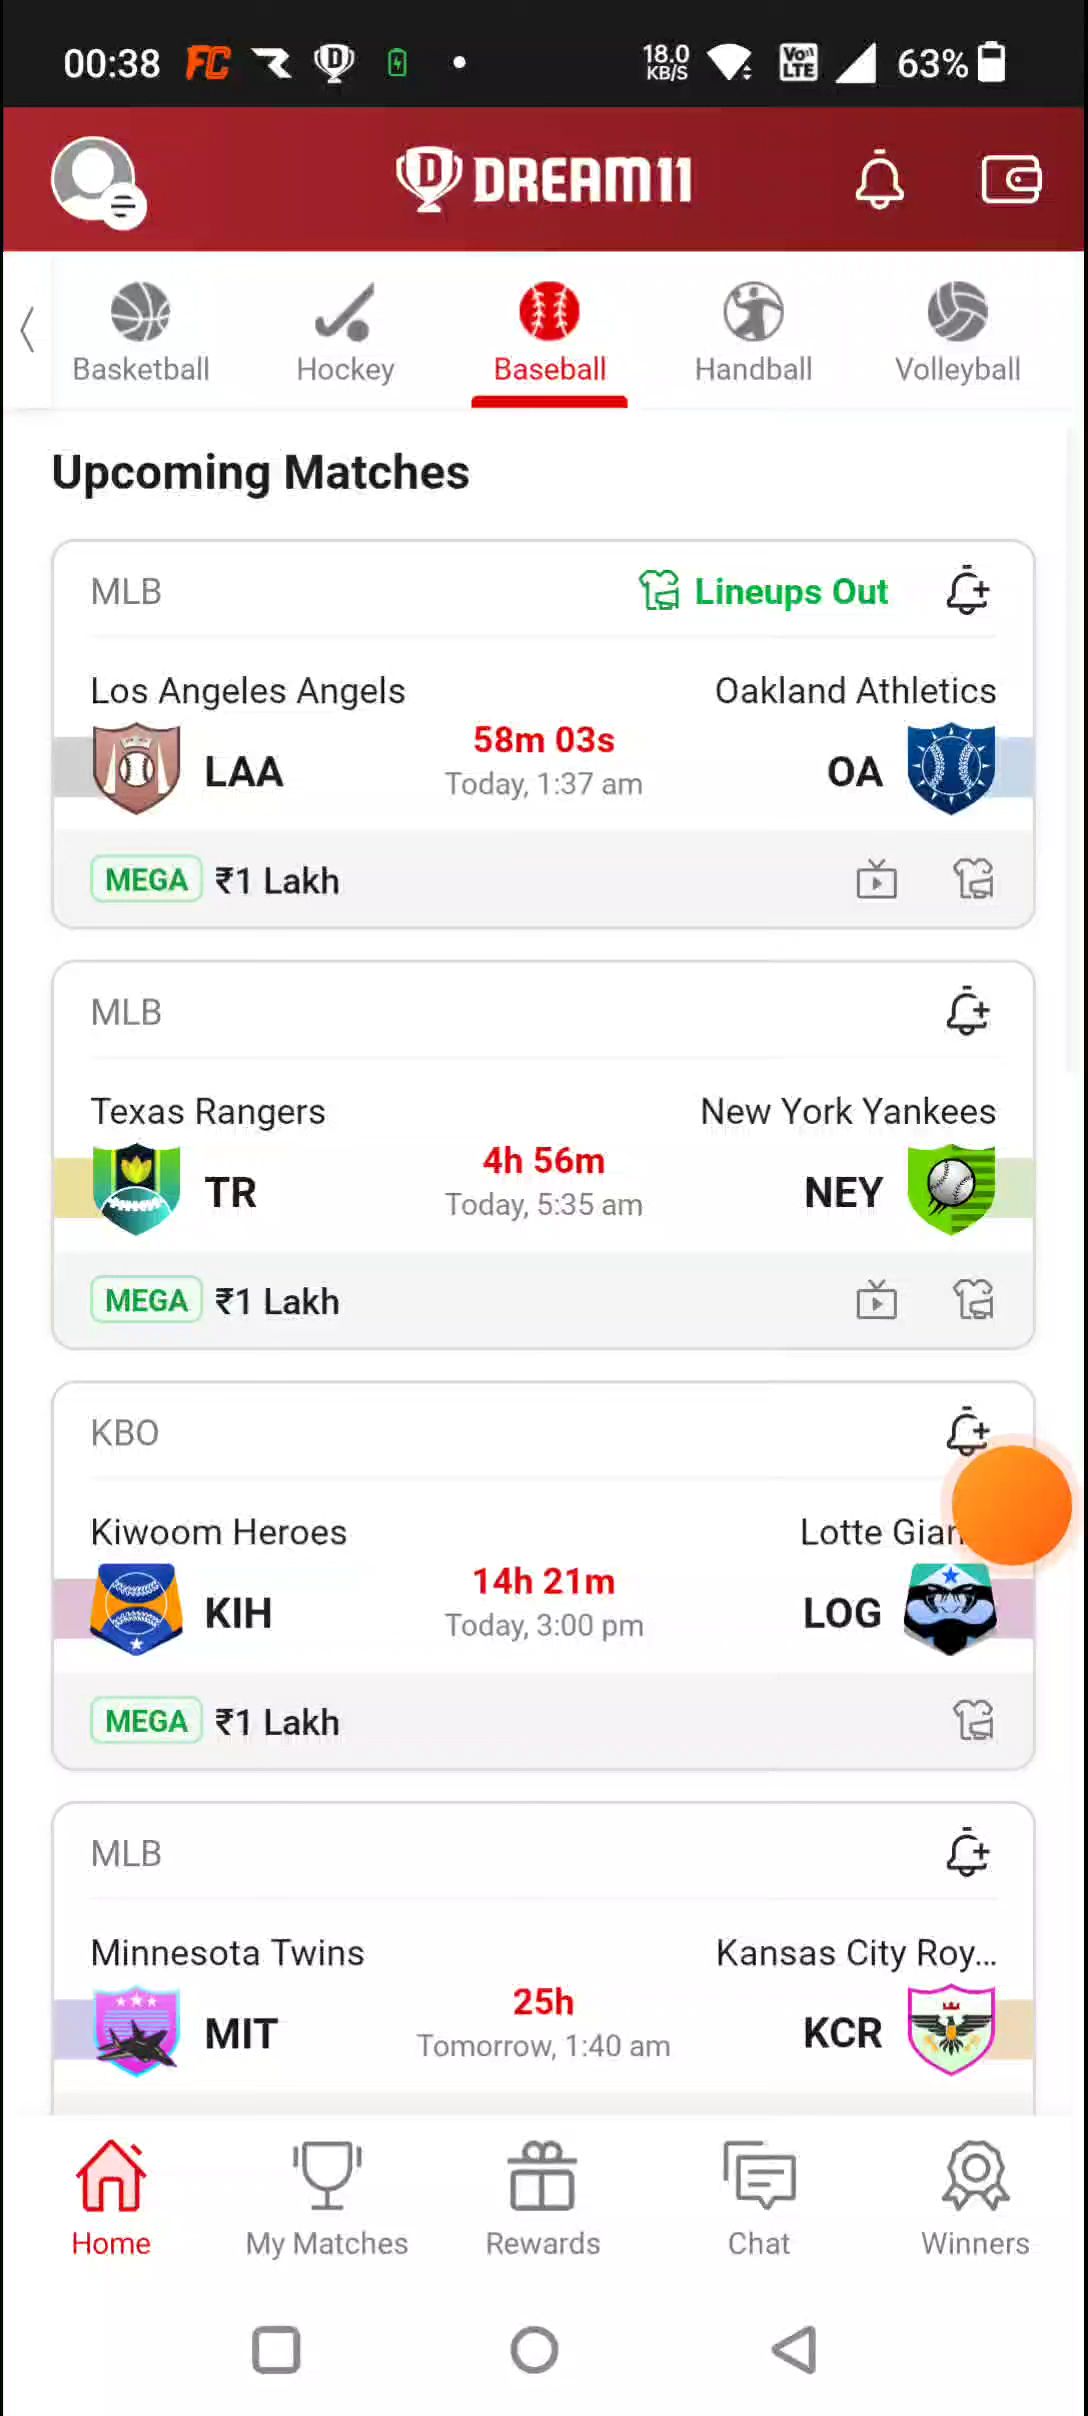 00:38 FC 18.0 KB/S Vo LTE 63%
DREAM11
Basketball Hockey Baseball Handball Volleyball
Upcoming Matches
MLB Lineups Out
Los Angeles Angels Oakland Athletics
58m 03s
LAA Today, 1:37 am OA
MEGA ₹1 Lakh
MLB
Texas Rangers New York Yankees
4h 56m
TR Today, 5:35 am NEY
MEGA ₹1 Lakh
KBO
Kiwoom Heroes Lotte
14h 21m
KIH Today, 3:00 pm LOG
MEGA ₹1 Lakh
MLB
Minnesota Twins Kansas City Roy...
25h
MIT Tomorrow, 1:40 am KCR
Home My Matches Rewards Chat Winners